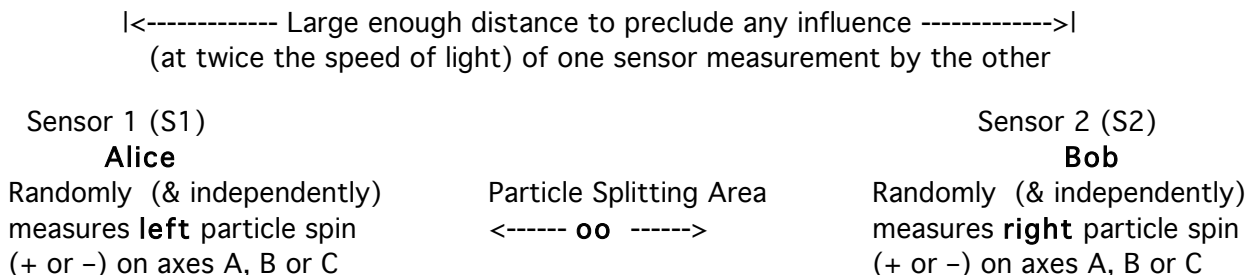 |<------------- Large enough distance to preclude any influence ------------->|
(at twice the speed of light) of one sensor measurement by the other
Sensor 1 (S1) Sensor 2 (S2)
Alice Bob
Randomly (& independently) Particle Splitting Area Randomly (& independently)
measures left particle spin <------ oo ------> measures right particle spin
(+ or –) on axes A, B or C (+ or –) on axes A, B or C